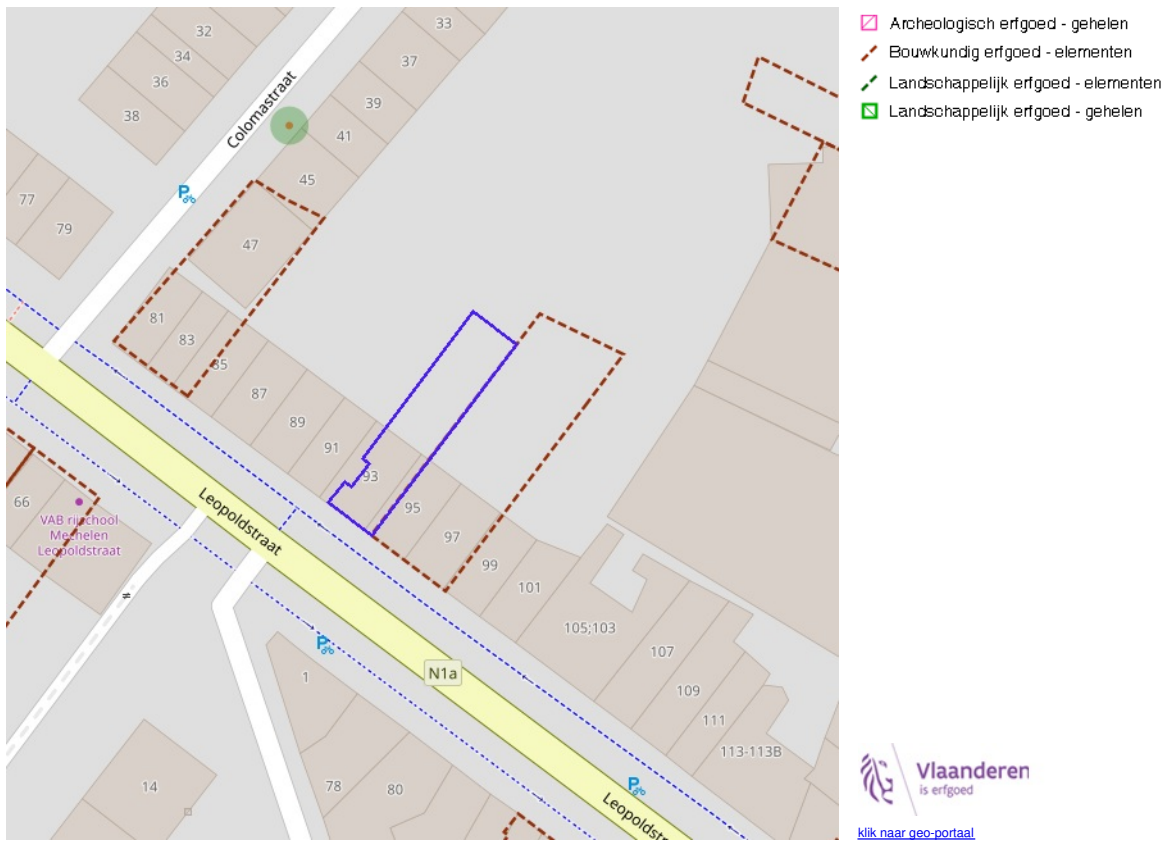 32
34
36
38
33
37
39
41
45
47
Colomastraat
77
79
81
83
85
87
89
91
93
95
97
99
101
105;103
107
109
111
113-113B
Leopoldstraat
N1a
Leopoldstr
66
VAB rijschool
Mechelen
Leopoldstraat
1
14
78
80
P
P
P
Archeologisch erfgoed - gehelen
Bouwkundig erfgoed - elementen
Landschappelijk erfgoed - elementen
Landschappelijk erfgoed - gehelen
Vlaanderen
is erfgoed
klik naar geo-portaal